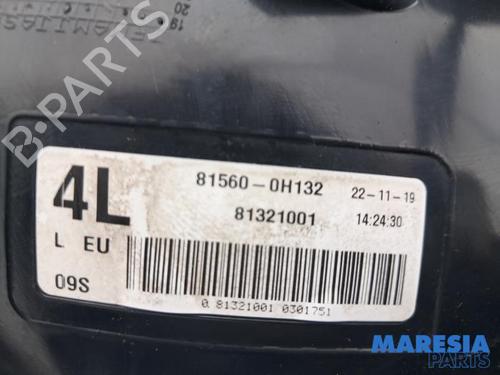 B-PARTS
4L
81560-0H132 22-11-19
81321001 14:24:30
L EU
09S
0 81321001 0301751
MARESIA
PARTS